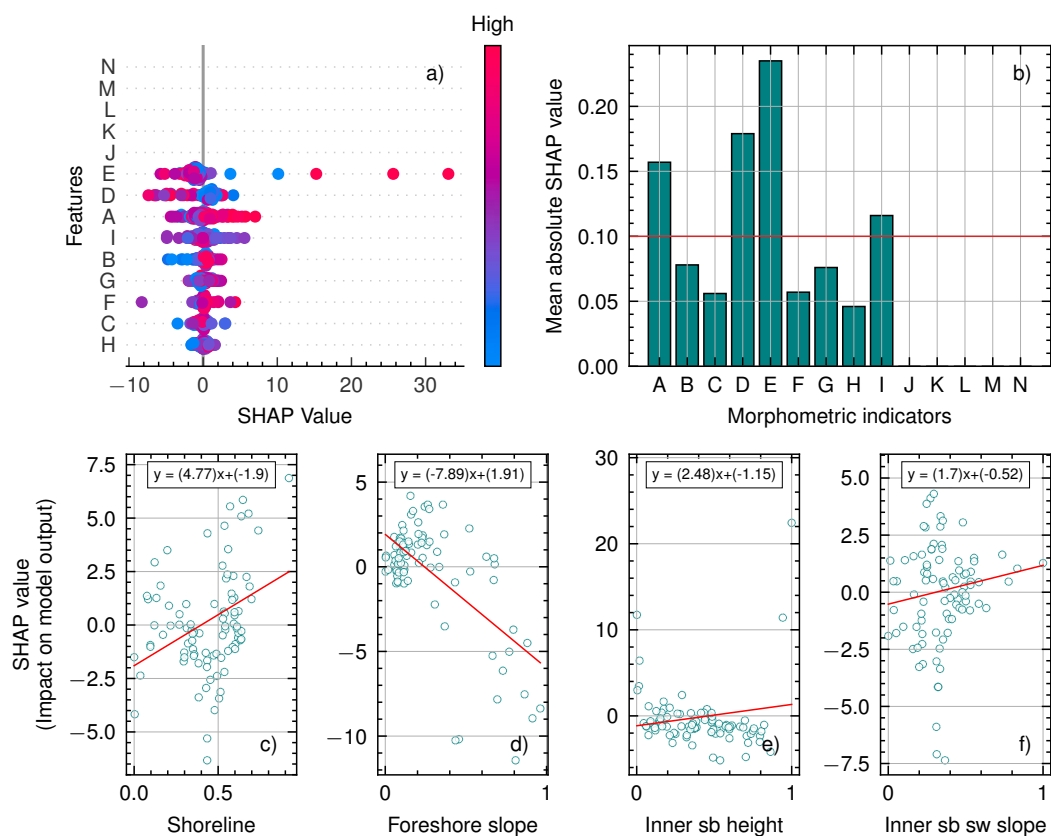 High
a)
N
M
L
K
J
E
D
A
I
B
G
F
C
H
Features
−10 0 10 20 30
SHAP Value
b)
Mean absolute SHAP value
0.20
0.15
0.10
0.05
0.00
A B C D E F G H I J K L M N
Morphometric indicators
SHAP value
(Impact on model output)
7.5
5.0
2.5
0.0
−2.5
−5.0
y = (4.77)x+(-1.9)
c)
0.0 0.5
Shoreline
5
0
−5
−10
y = (-7.89)x+(1.91)
d)
0 1
Foreshore slope
30
20
10
0
y = (2.48)x+(-1.15)
e)
0 1
Inner sb height
5.0
2.5
0.0
−2.5
−5.0
−7.5
y = (1.7)x+(-0.52)
f)
0 1
Inner sb sw slope